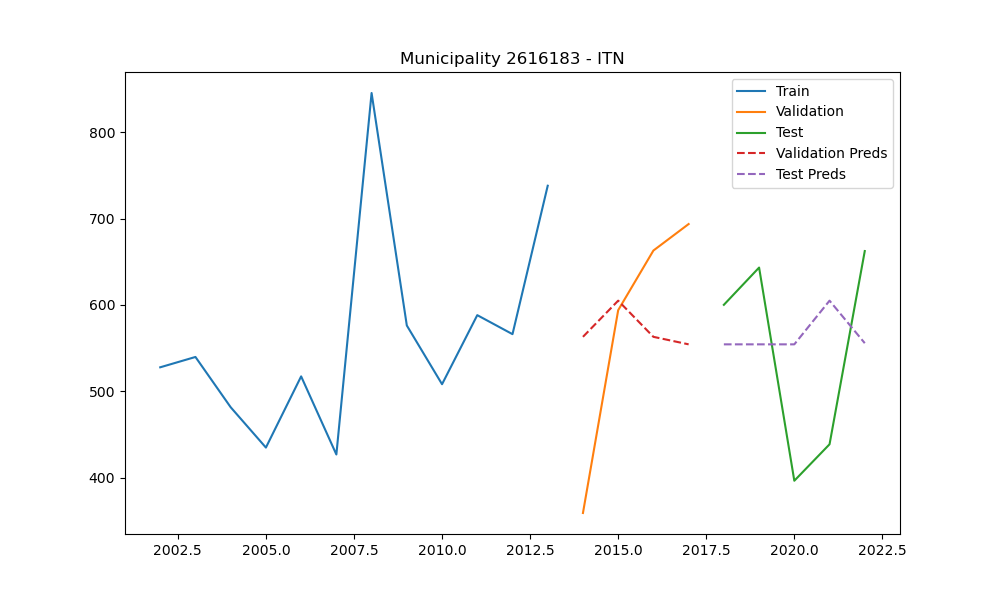 Municipality 2616183 - ITN
Train
Validation
Test
Validation Preds
Test Preds
800
700
600
500
400
2002.5 2005.0 2007.5 2010.0 2012.5 2015.0 2017.5 2020.0 2022.5